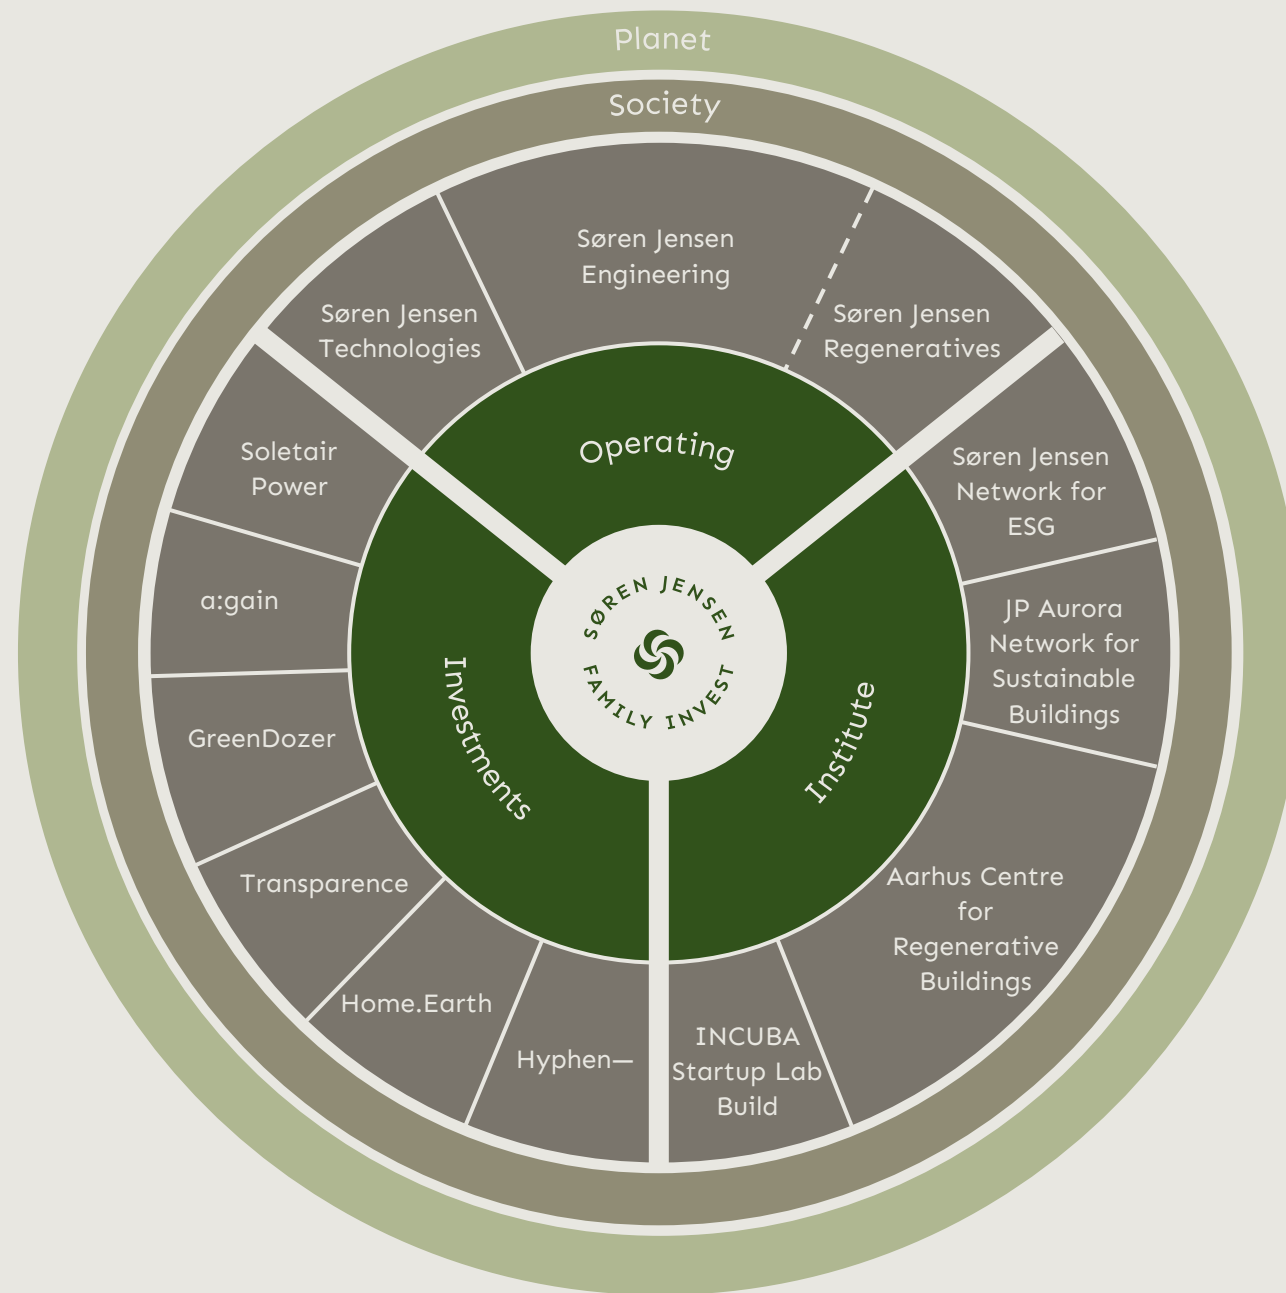 Planet
Society
Søren Jensen
Engineering
Søren Jensen
Technologies
Søren Jensen
Regeneratives
Operating
Soletair
Power
Søren Jensen
Network for
ESG
a:gain
JP Aurora
Network for
Sustainable
Buildings
SØREN JENSEN
FAMILY INVEST
Investments
Institute
GreenDozer
Transparence
Aarhus Centre
for
Regenerative
Buildings
Home.Earth
Hyphen—
INCUBA
Startup Lab
Build